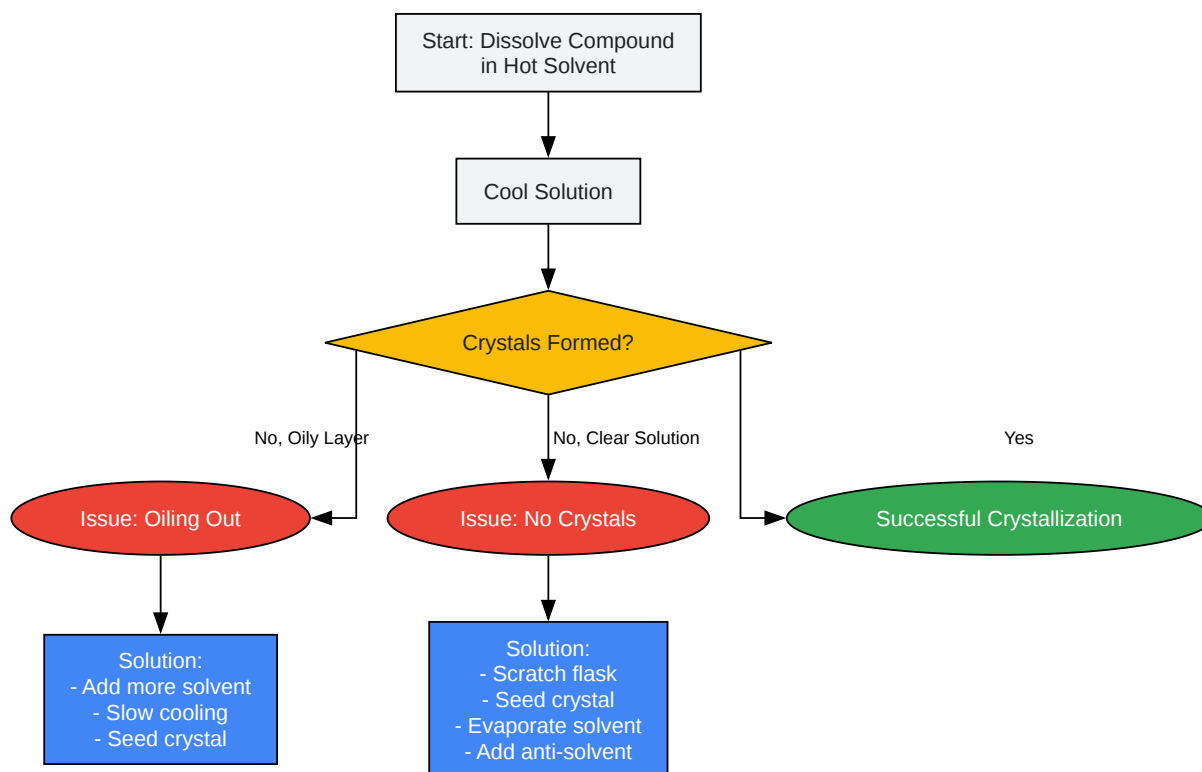 Start: Dissolve Compound
in Hot Solvent
Cool Solution
Crystals Formed?
No, Oily Layer
No, Clear Solution
Yes
Issue: Oiling Out
Issue: No Crystals
Successful Crystallization
Solution:
- Add more solvent
- Slow cooling
- Seed crystal
Solution:
- Scratch flask
- Seed crystal
- Evaporate solvent
- Add anti-solvent